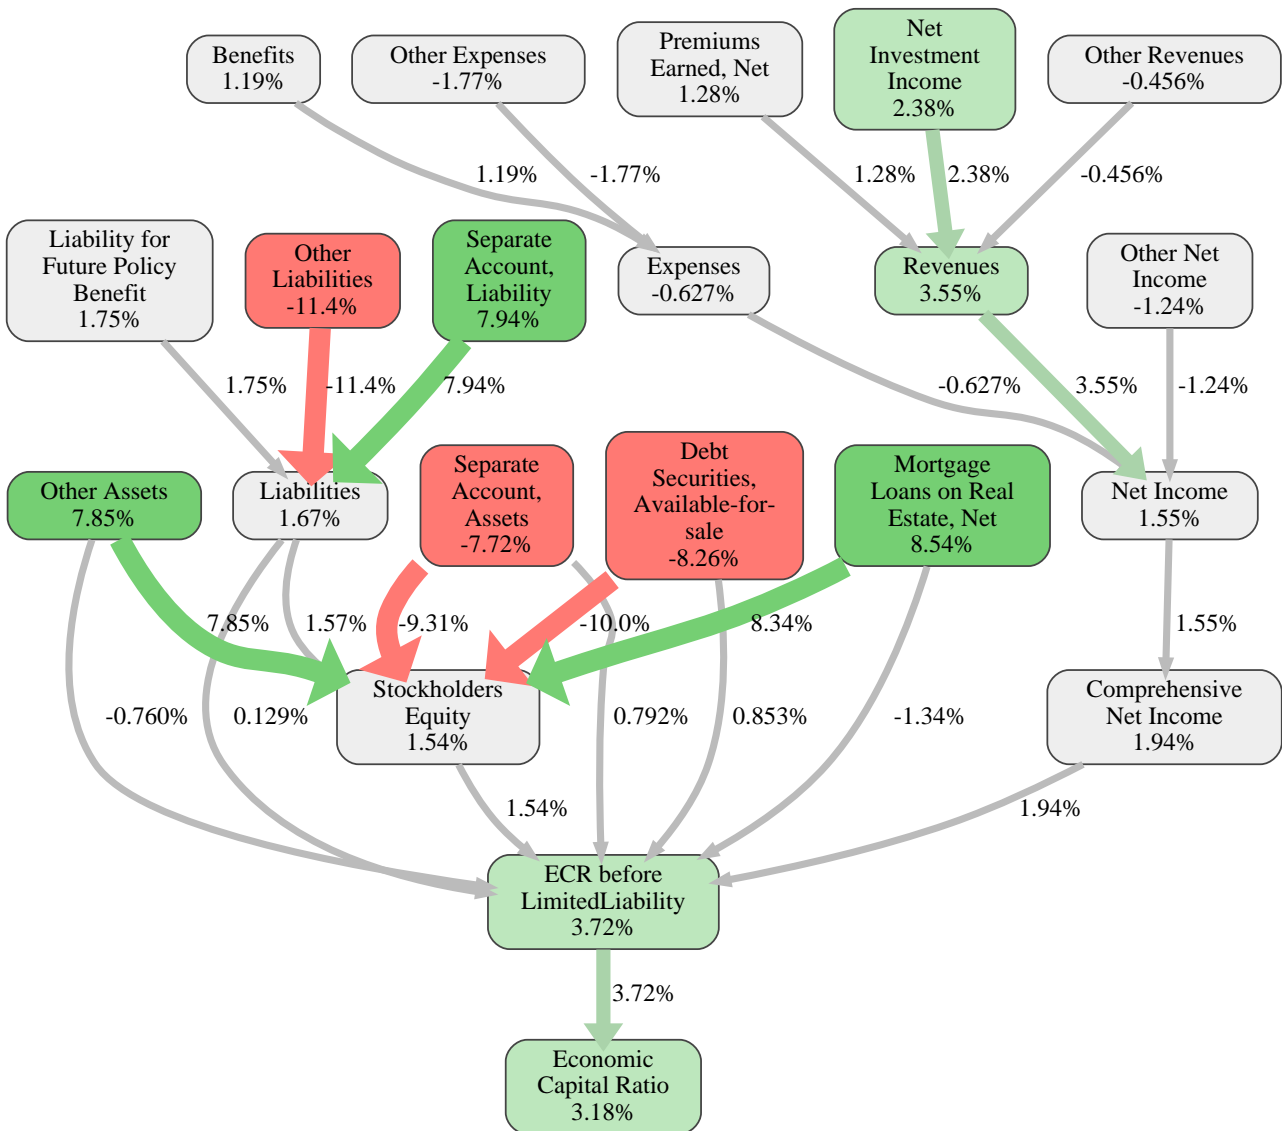 Benefits
1.19%
Other Expenses
-1.77%
Premiums
Earned, Net
1.28%
Net
Investment
Income
2.38%
Other Revenues
-0.456%
1.19%
-1.77%
1.28%
2.38%
-0.456%
Liability for
Future Policy
Benefit
1.75%
Other
Liabilities
-11.4%
Separate
Account,
Liability
7.94%
Expenses
-0.627%
Revenues
3.55%
Other Net
Income
-1.24%
1.75%
-11.4%
7.94%
-0.627%
3.55%
-1.24%
Other Assets
7.85%
Liabilities
1.67%
Separate
Account,
Assets
-7.72%
Debt
Securities,
Available-for-
sale
-8.26%
Mortgage
Loans on Real
Estate, Net
8.54%
Net Income
1.55%
7.85%
1.57%
-9.31%
-10.0%
8.34%
1.55%
-0.760%
0.129%
Stockholders
Equity
1.54%
0.792%
0.853%
-1.34%
Comprehensive
Net Income
1.94%
1.54%
1.94%
ECR before
LimitedLiability
3.72%
3.72%
Economic
Capital Ratio
3.18%